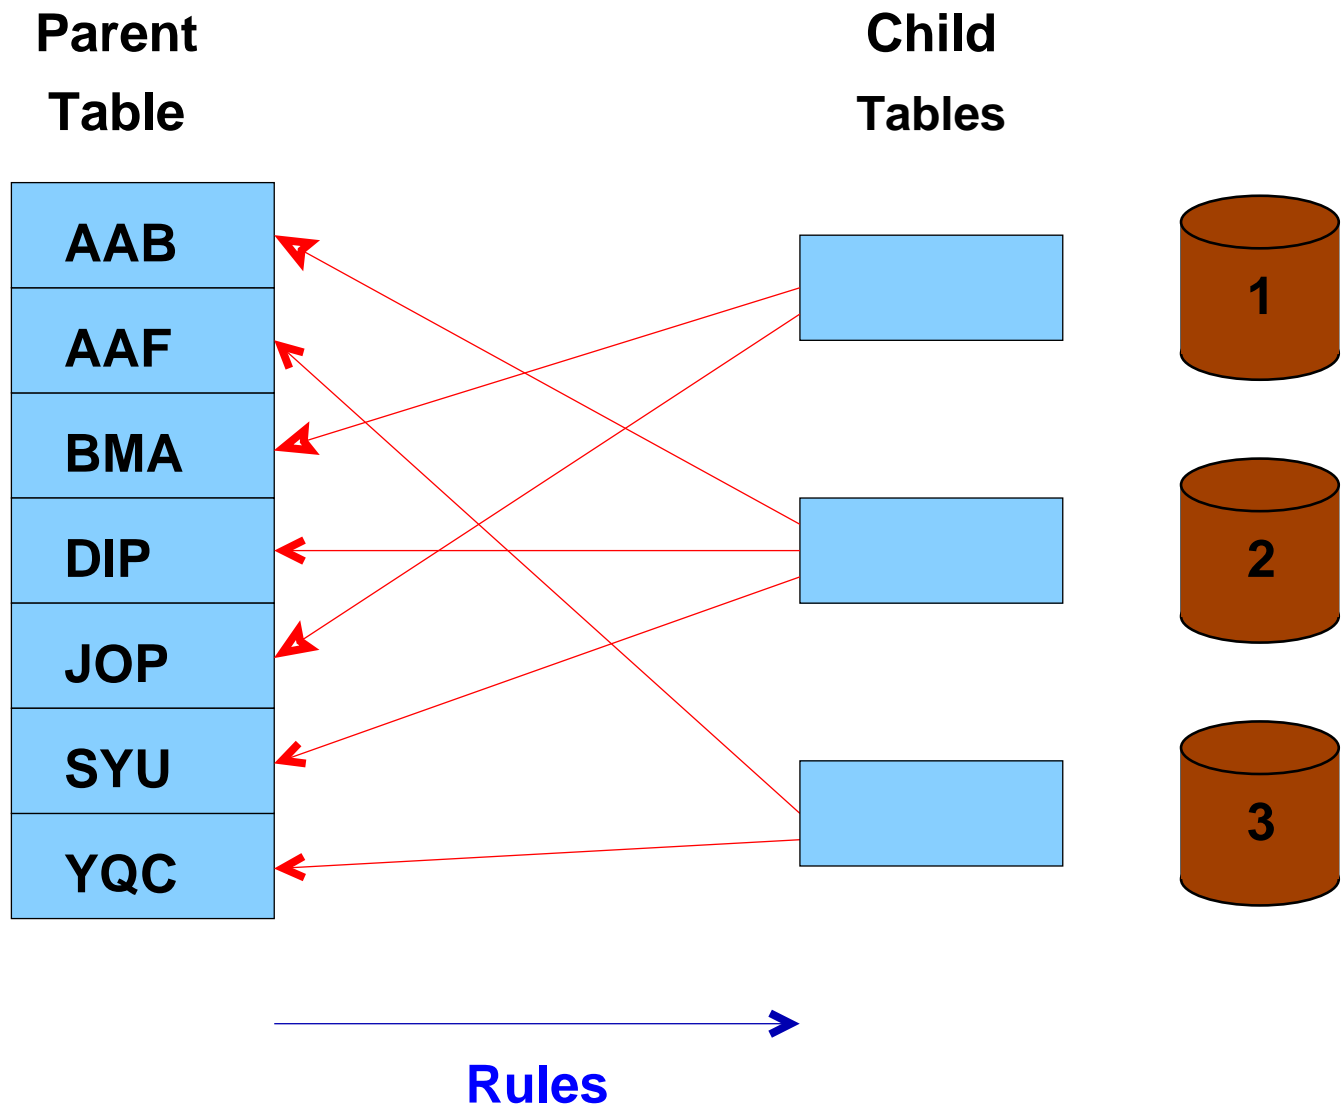 Parent
Table
Child
Tables
AAB
AAF
BMA
DIP
JOP
SYU
YQC
1
2
3
Rules